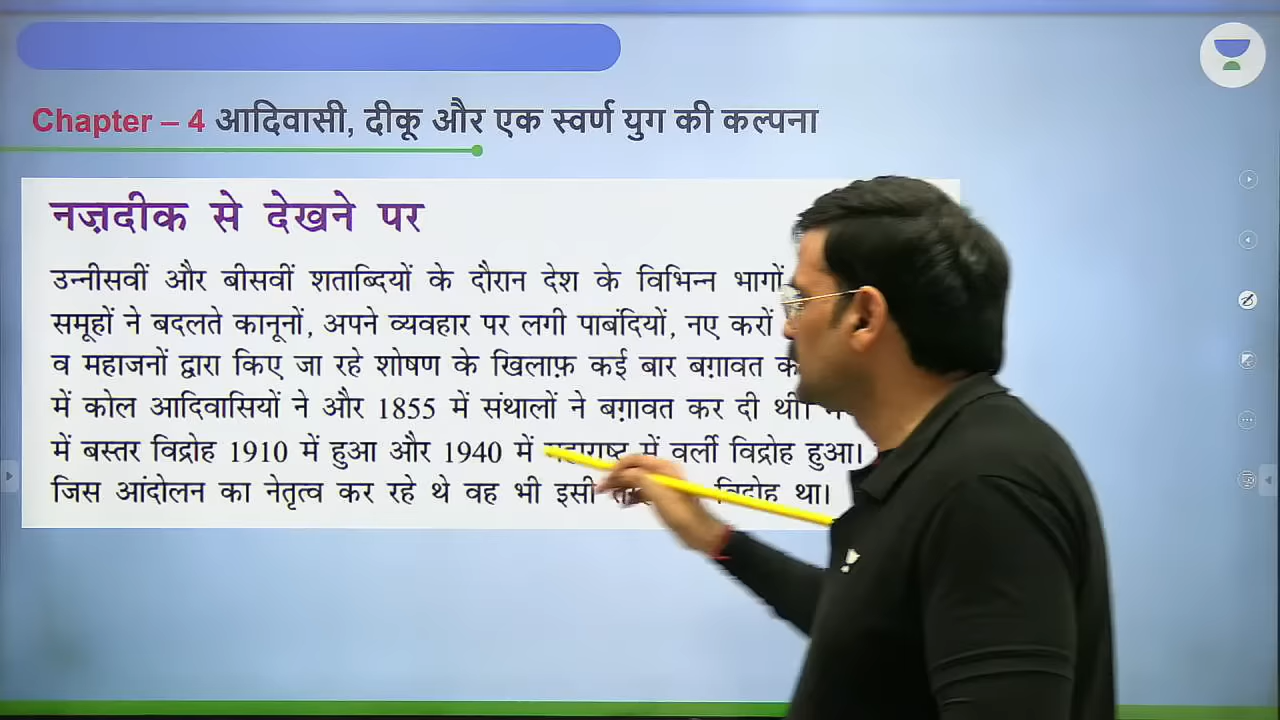 Chapter – 4 आदिवासी, दीकू और एक स्वर्ण युग की कल्पना
नज़दीक से देखने पर
उन्नीसवीं और बीसवीं शताब्दियों के दौरान देश के विभिन्न भागों
समूहों ने बदलते कानूनों, अपने व्यवहार पर लगी पाबंदियों, नए करों
व महाजनों द्वारा किए जा रहे शोषण के खिलाफ़ कई बार बग़ावत
में कोल आदिवासियों ने और 1855 में संथालों ने बग़ावत कर दी थी।
में बस्तर विद्रोह 1910 में हुआ और 1940 में महाराष्ट्र में वर्ली विद्रोह हुआ।
जिस आंदोलन का नेतृत्व कर रहे थे वह भी इसी विद्रोह था।